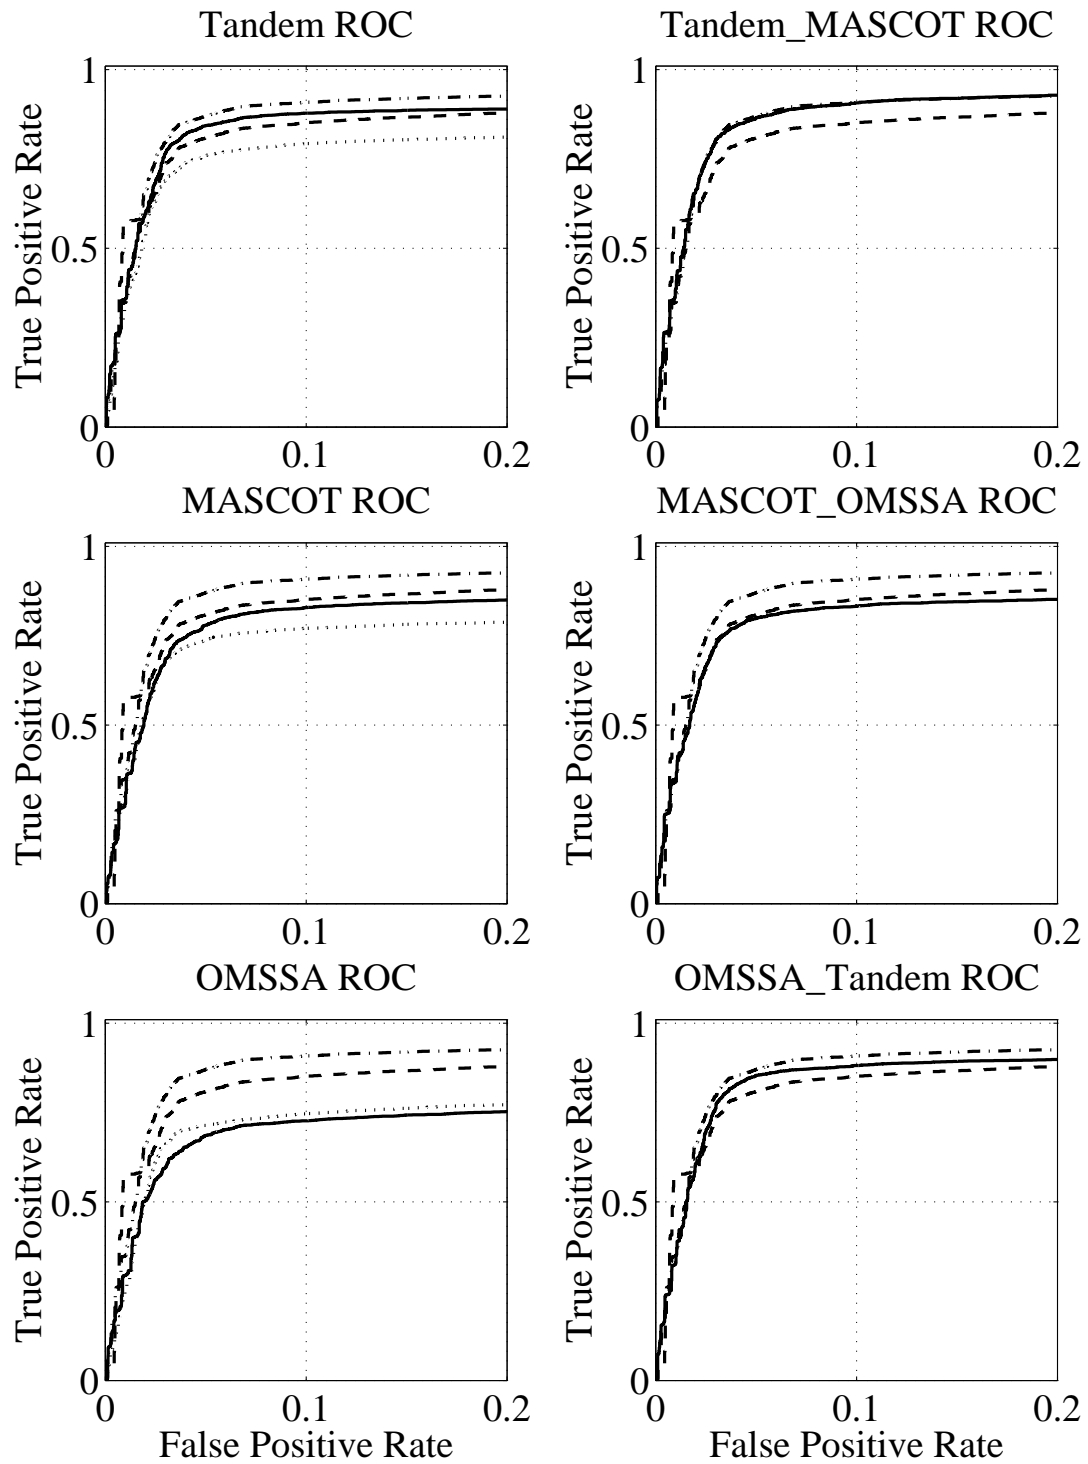 Tandem ROC
True Positive Rate
1
0.5
0
0
0.1
0.2
Tandem_MASCOT ROC
True Positive Rate
1
0.5
0
0
0.1
0.2
MASCOT ROC
True Positive Rate
1
0.5
0
0
0.1
0.2
MASCOT_OMSSA ROC
True Positive Rate
1
0.5
0
0
0.1
0.2
OMSSA ROC
True Positive Rate
1
0.5
0
0
0.1
0.2
False Positive Rate
OMSSA_Tandem ROC
True Positive Rate
1
0.5
0
0
0.1
0.2
False Positive Rate